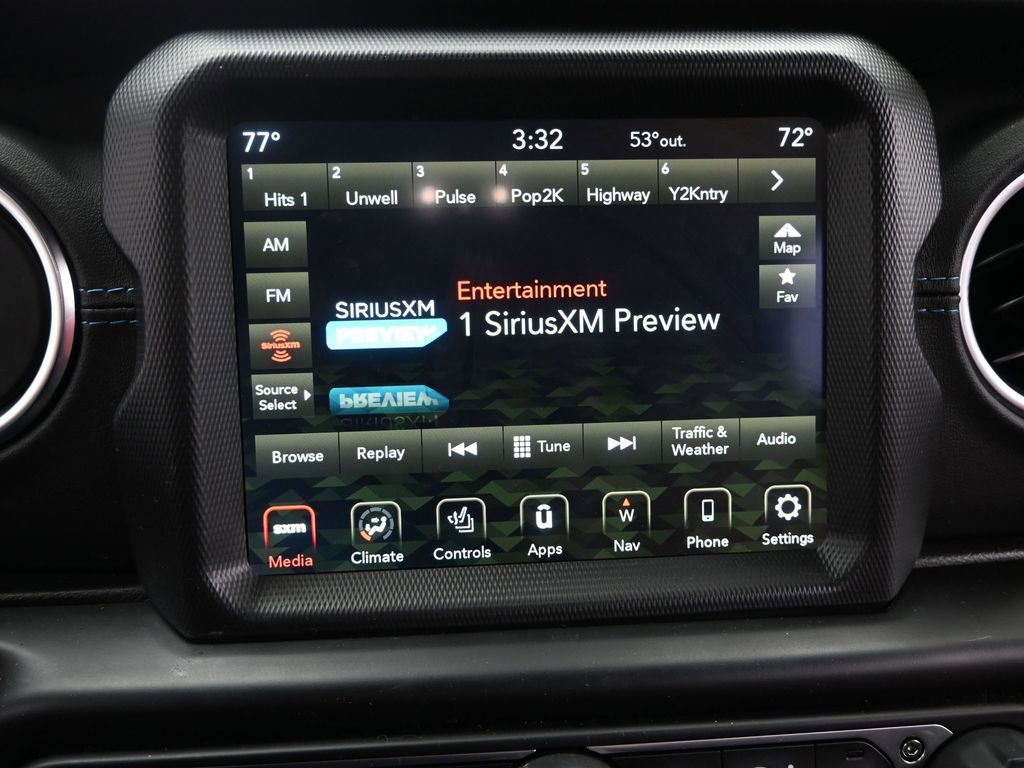 77° 3:32 53°out. 72°
1 Hits 1 2 Unwell 3 Pulse 4 Pop2K 5 Highway 6 Y2Kntry
AM
FM
SiriusXM
Source
Select
SIRIUSXM
PREVIEW
Entertainment
1 SiriusXM Preview
Map
Fav
Browse Replay Tune Traffic &
Weather Audio
sxm
Media Climate Controls Apps W
Nav Phone Settings